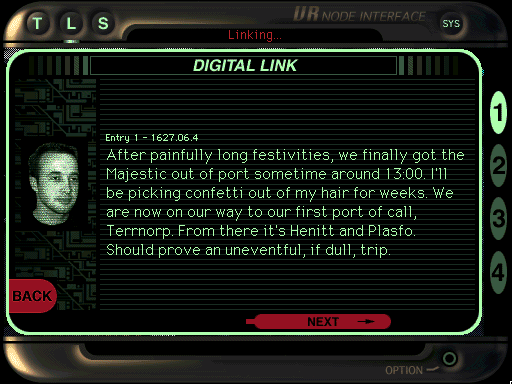 T L S
UR NODE INTERFACE
SYS
Linking...
DIGITAL LINK
1
2
3
4
Entry 1 - 1627.06.4
After painfully long festivities, we finally got the
Majestic out of port sometime around 13:00. I'll
be picking confetti out of my hair for weeks. We
are now on our way to our first port of call,
Terrnorp. From there it's Henitt and Plasfo.
Should prove an uneventful, if dull, trip.
BACK
NEXT
OPTION